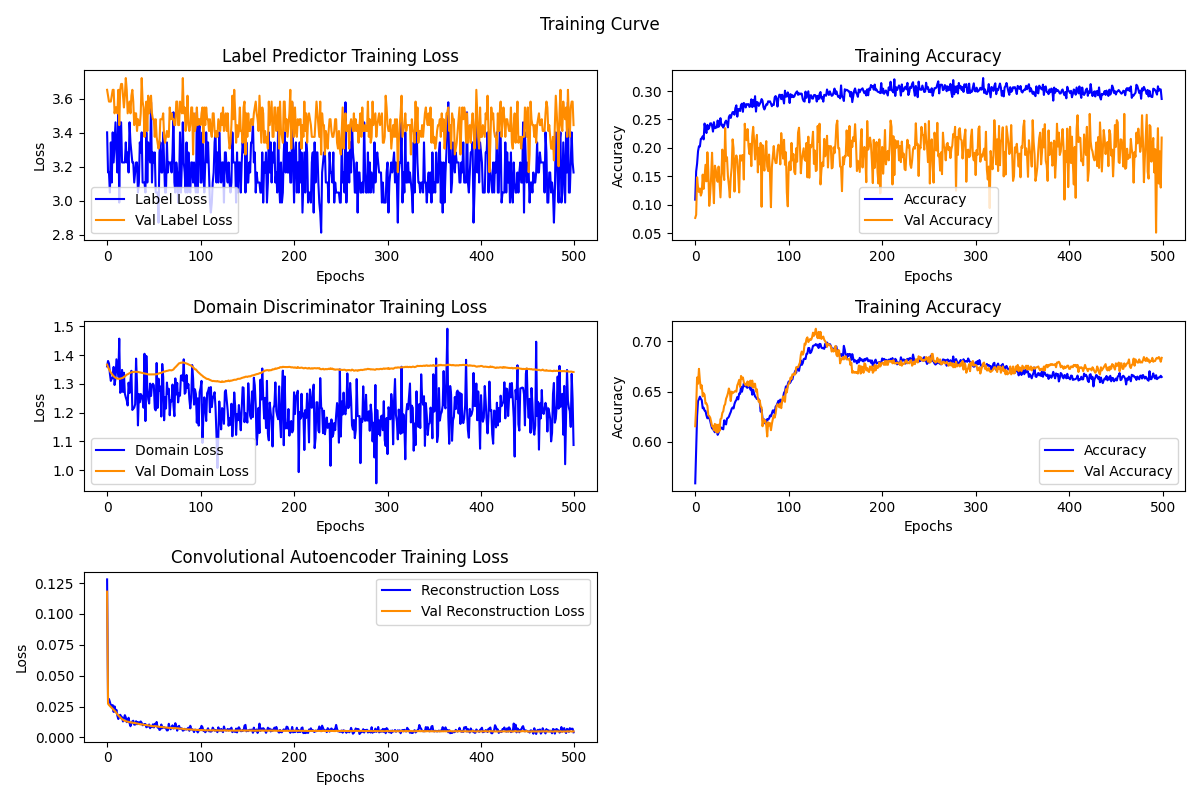 Training Curve
Label Predictor Training Loss
3.6
3.4
3.2
3.0
2.8
Loss
Label Loss
Val Label Loss
0 100 200 300 400 500
Epochs
Training Accuracy
0.30
0.25
0.20
0.15
0.10
0.05
Accuracy
Accuracy
Val Accuracy
0 100 200 300 400 500
Epochs
Domain Discriminator Training Loss
1.5
1.4
1.3
1.2
1.1
1.0
Loss
Domain Loss
Val Domain Loss
0 100 200 300 400 500
Epochs
Training Accuracy
0.70
0.65
0.60
Accuracy
Accuracy
Val Accuracy
0 100 200 300 400 500
Epochs
Convolutional Autoencoder Training Loss
0.125
0.100
0.075
0.050
0.025
0.000
Loss
Reconstruction Loss
Val Reconstruction Loss
0 100 200 300 400 500
Epochs